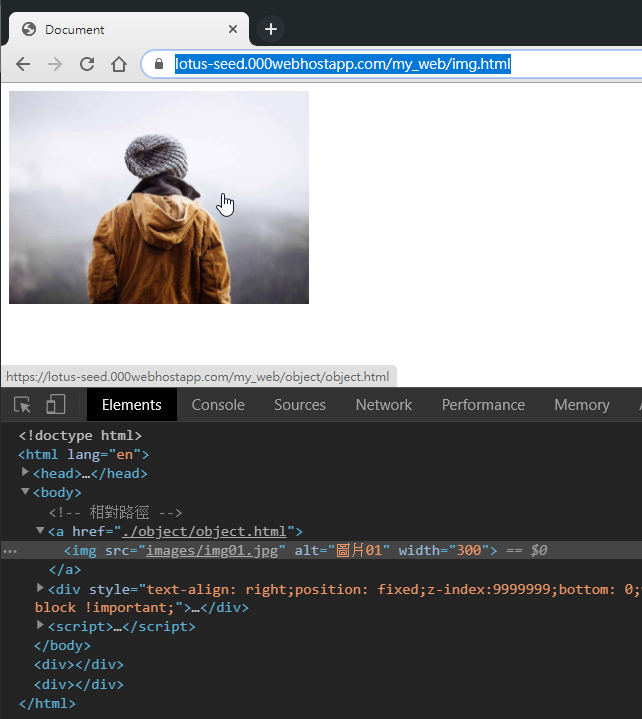 Document
lotus-seed.000webhostapp.com/my_web/img.html
https://lotus-seed.000webhostapp.com/my_web/object/object.html
Elements Console Sources Network Performance Memory
<!doctype html>
<html lang="en">
<head>…</head>
<body>
<!-- 相對路徑 -->
<a href="./object/object.html">
<img src="images/img01.jpg" alt="圖片01" width="300"> == $0
</a>
<div style="text-align: right;position: fixed;z-index:9999999;bottom: 0;
block !important;">…</div>
<script>…</script>
</body>
<div></div>
<div></div>
</html>